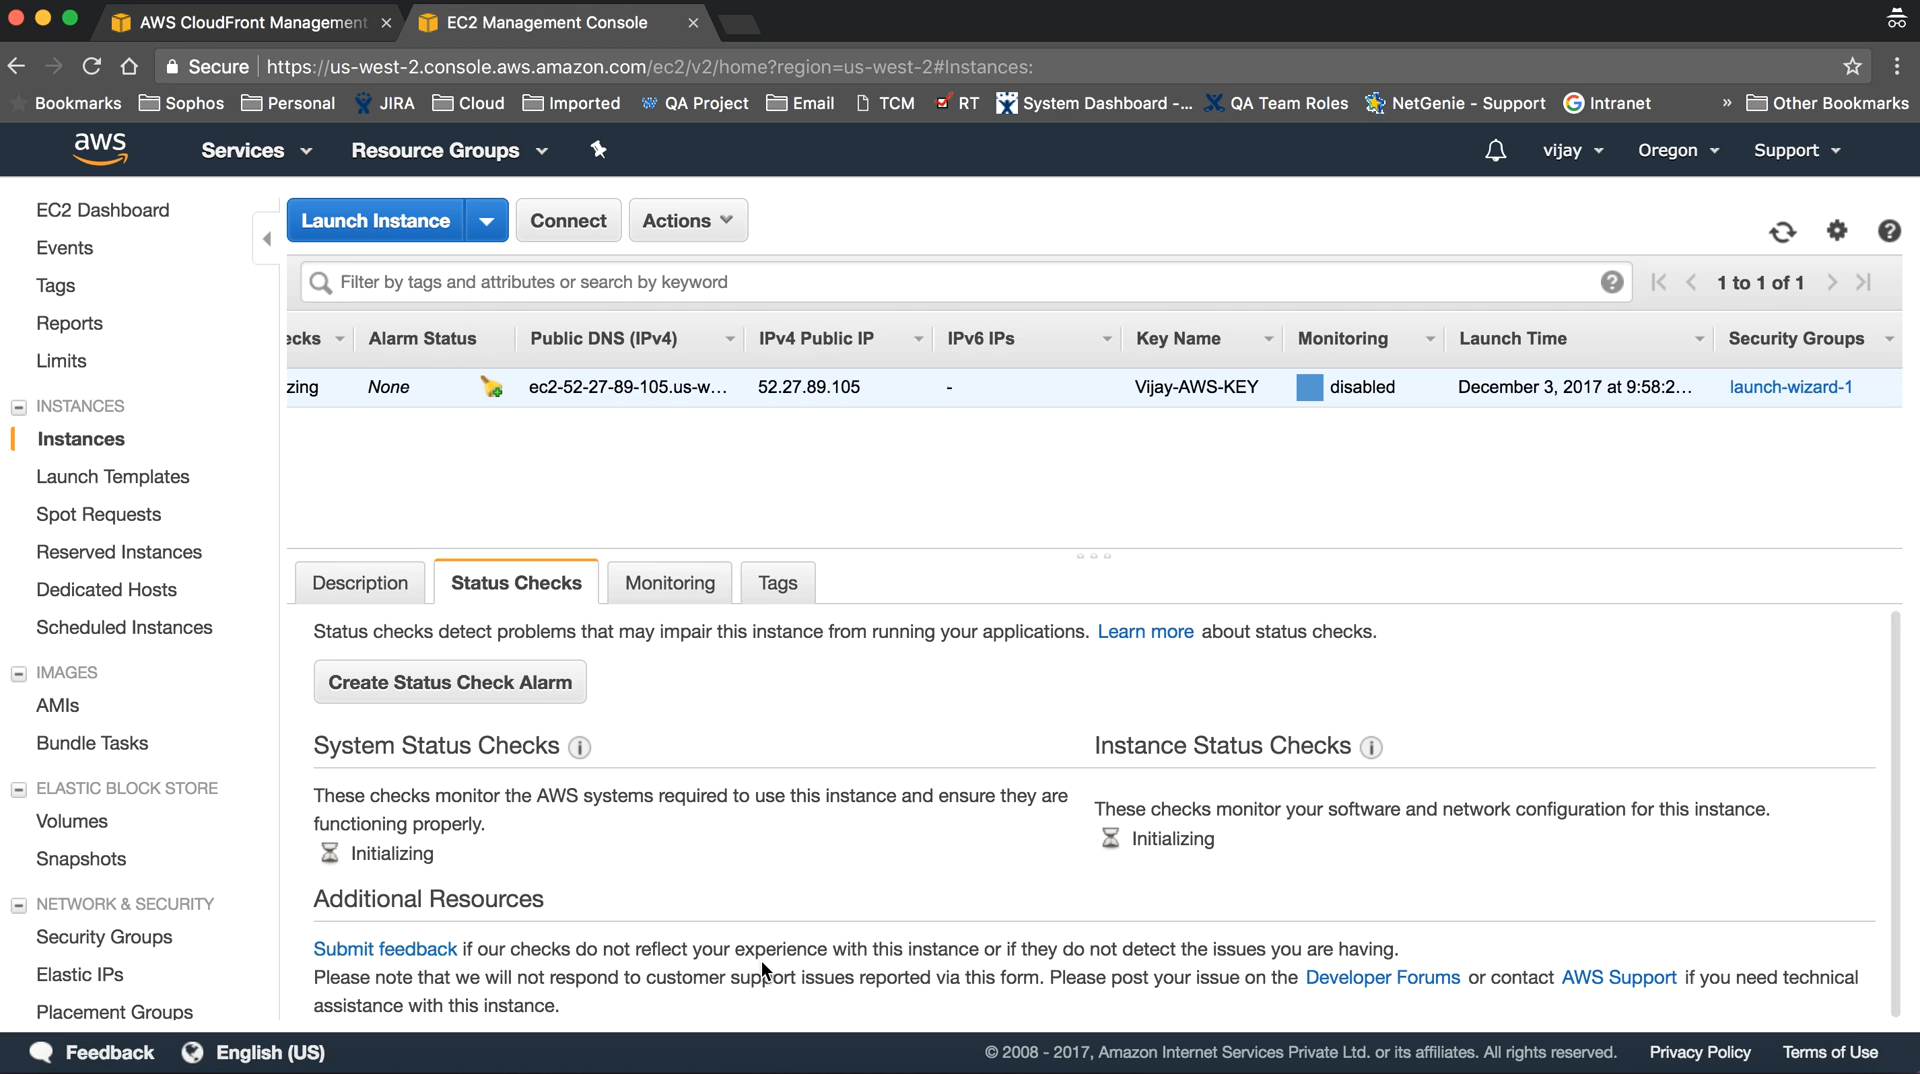 AWS CloudFront Management
EC2 Management Console
Secure https://us-west-2.console.aws.amazon.com/ec2/v2/home?region=us-west-2#Instances:
Bookmarks Sophos Personal JIRA Cloud Imported QA Project Email TCM RT System Dashboard -... QA Team Roles NetGenie - Support Intranet » Other Bookmarks
aws Services Resource Groups vijay Oregon Support
EC2 Dashboard
Events
Tags
Reports
Limits
INSTANCES
Instances
Launch Templates
Spot Requests
Reserved Instances
Dedicated Hosts
Scheduled Instances
IMAGES
AMIs
Bundle Tasks
ELASTIC BLOCK STORE
Volumes
Snapshots
NETWORK & SECURITY
Security Groups
Elastic IPs
Placement Groups
Launch Instance Connect Actions
Filter by tags and attributes or search by keyword 1 to 1 of 1
ecks Alarm Status Public DNS (IPv4) IPv4 Public IP IPv6 IPs Key Name Monitoring Launch Time Security Groups
zing None ec2-52-27-89-105.us-w... 52.27.89.105 - Vijay-AWS-KEY disabled December 3, 2017 at 9:58:2... launch-wizard-1
Description Status Checks Monitoring Tags
Status checks detect problems that may impair this instance from running your applications. Learn more about status checks.
Create Status Check Alarm
System Status Checks
These checks monitor the AWS systems required to use this instance and ensure they are
functioning properly.
Initializing
Instance Status Checks
These checks monitor your software and network configuration for this instance.
Initializing
Additional Resources
Submit feedback if our checks do not reflect your experience with this instance or if they do not detect the issues you are having.
Please note that we will not respond to customer support issues reported via this form. Please post your issue on the Developer Forums or contact AWS Support if you need technical
assistance with this instance.
Feedback English (US) © 2008 - 2017, Amazon Internet Services Private Ltd. or its affiliates. All rights reserved. Privacy Policy Terms of Use